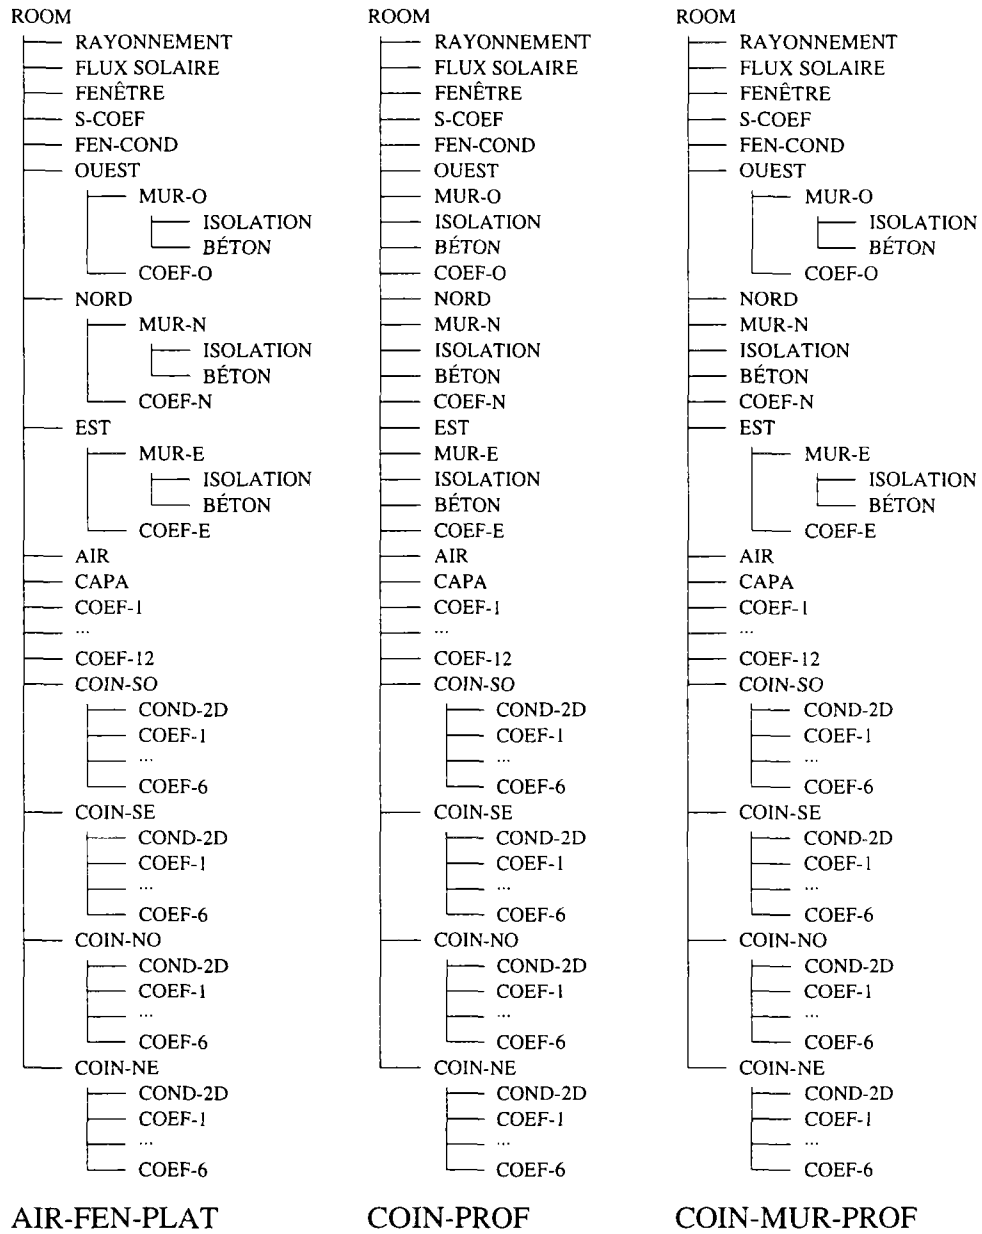 ROOM
RAYONNEMENT
FLUX SOLAIRE
FENÊTRE
S-COEF
FEN-COND
OUEST
MUR-O
ISOLATION
BÉTON
COEF-O
NORD
MUR-N
ISOLATION
BÉTON
COEF-N
EST
MUR-E
ISOLATION
BÉTON
COEF-E
AIR
CAPA
COEF-1
...
COEF-12
COIN-SO
COND-2D
COEF-1
...
COEF-6
COIN-SE
COND-2D
COEF-1
...
COEF-6
COIN-NO
COND-2D
COEF-1
...
COEF-6
COIN-NE
COND-2D
COEF-1
...
COEF-6
AIR-FEN-PLAT
ROOM
RAYONNEMENT
FLUX SOLAIRE
FENÊTRE
S-COEF
FEN-COND
OUEST
MUR-O
ISOLATION
BÉTON
COEF-O
NORD
MUR-N
ISOLATION
BÉTON
COEF-N
EST
MUR-E
ISOLATION
BÉTON
COEF-E
AIR
CAPA
COEF-1
...
COEF-12
COIN-SO
COND-2D
COEF-1
...
COEF-6
COIN-SE
COND-2D
COEF-1
...
COEF-6
COIN-NO
COND-2D
COEF-1
...
COEF-6
COIN-NE
COND-2D
COEF-1
...
COEF-6
COIN-PROF
ROOM
RAYONNEMENT
FLUX SOLAIRE
FENÊTRE
S-COEF
FEN-COND
OUEST
MUR-O
ISOLATION
BÉTON
COEF-O
NORD
MUR-N
ISOLATION
BÉTON
COEF-N
EST
MUR-E
ISOLATION
BÉTON
COEF-E
AIR
CAPA
COEF-1
...
COEF-12
COIN-SO
COND-2D
COEF-1
...
COEF-6
COIN-SE
COND-2D
COEF-1
...
COEF-6
COIN-NO
COND-2D
COEF-1
...
COEF-6
COIN-NE
COND-2D
COEF-1
...
COEF-6
COIN-MUR-PROF